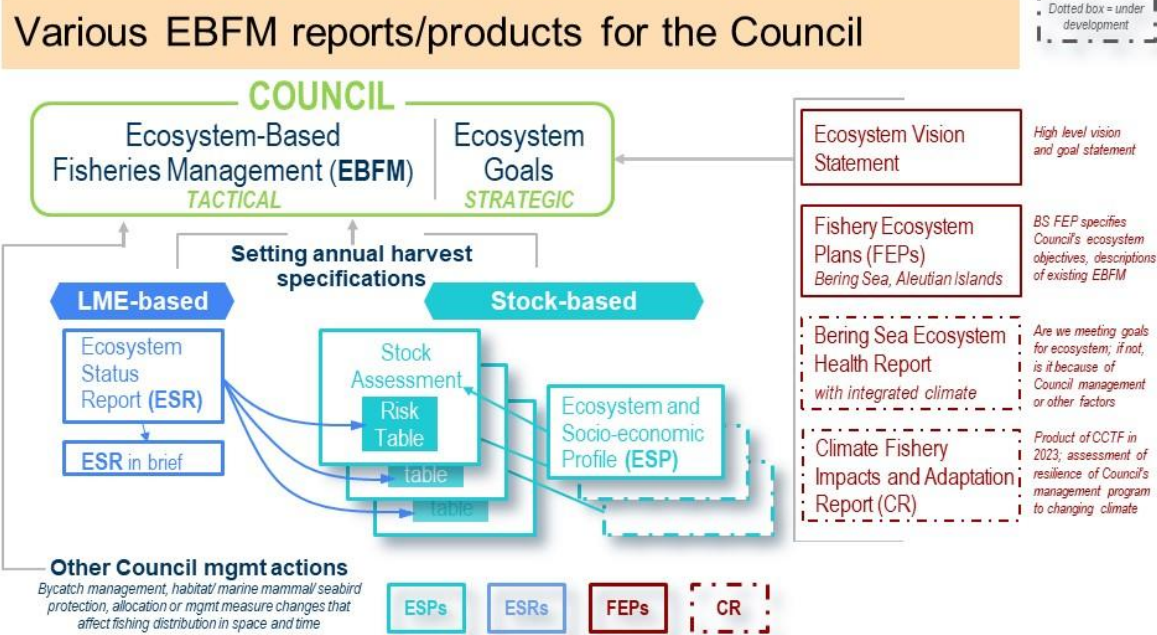 Various EBFM reports/products for the Council
Dotted box = under
development
COUNCIL
Ecosystem-Based
Fisheries Management (EBFM)
TACTICAL
Ecosystem
Goals
STRATEGIC
Setting annual harvest
specifications
LME-based
Stock-based
Ecosystem
Status
Report (ESR)
ESR in brief
Stock
Assessment
Risk
Table
table
table
Ecosystem and
Socio-economic
Profile (ESP)
Ecosystem Vision
Statement
High level vision
and goal statement
Fishery Ecosystem
Plans (FEPs)
Bering Sea, Aleutian Islands
BS FEP specifies
Council's ecosystem
objectives, descriptions
of existing EBFM
Bering Sea Ecosystem
Health Report
with integrated climate
Are we meeting goals
for ecosystem; if not,
is it because of
Council management
or other factors
Climate Fishery
Impacts and Adaptation
Report (CR)
Product of CCTF in
2023; assessment of
resilience of Council's
management program
to changing climate
Other Council mgmt actions
Bycatch management, habitat/ marine mammal/ seabird
protection, allocation or mgmt measure changes that
affect fishing distribution in space and time
ESPs
ESRs
FEPs
CR